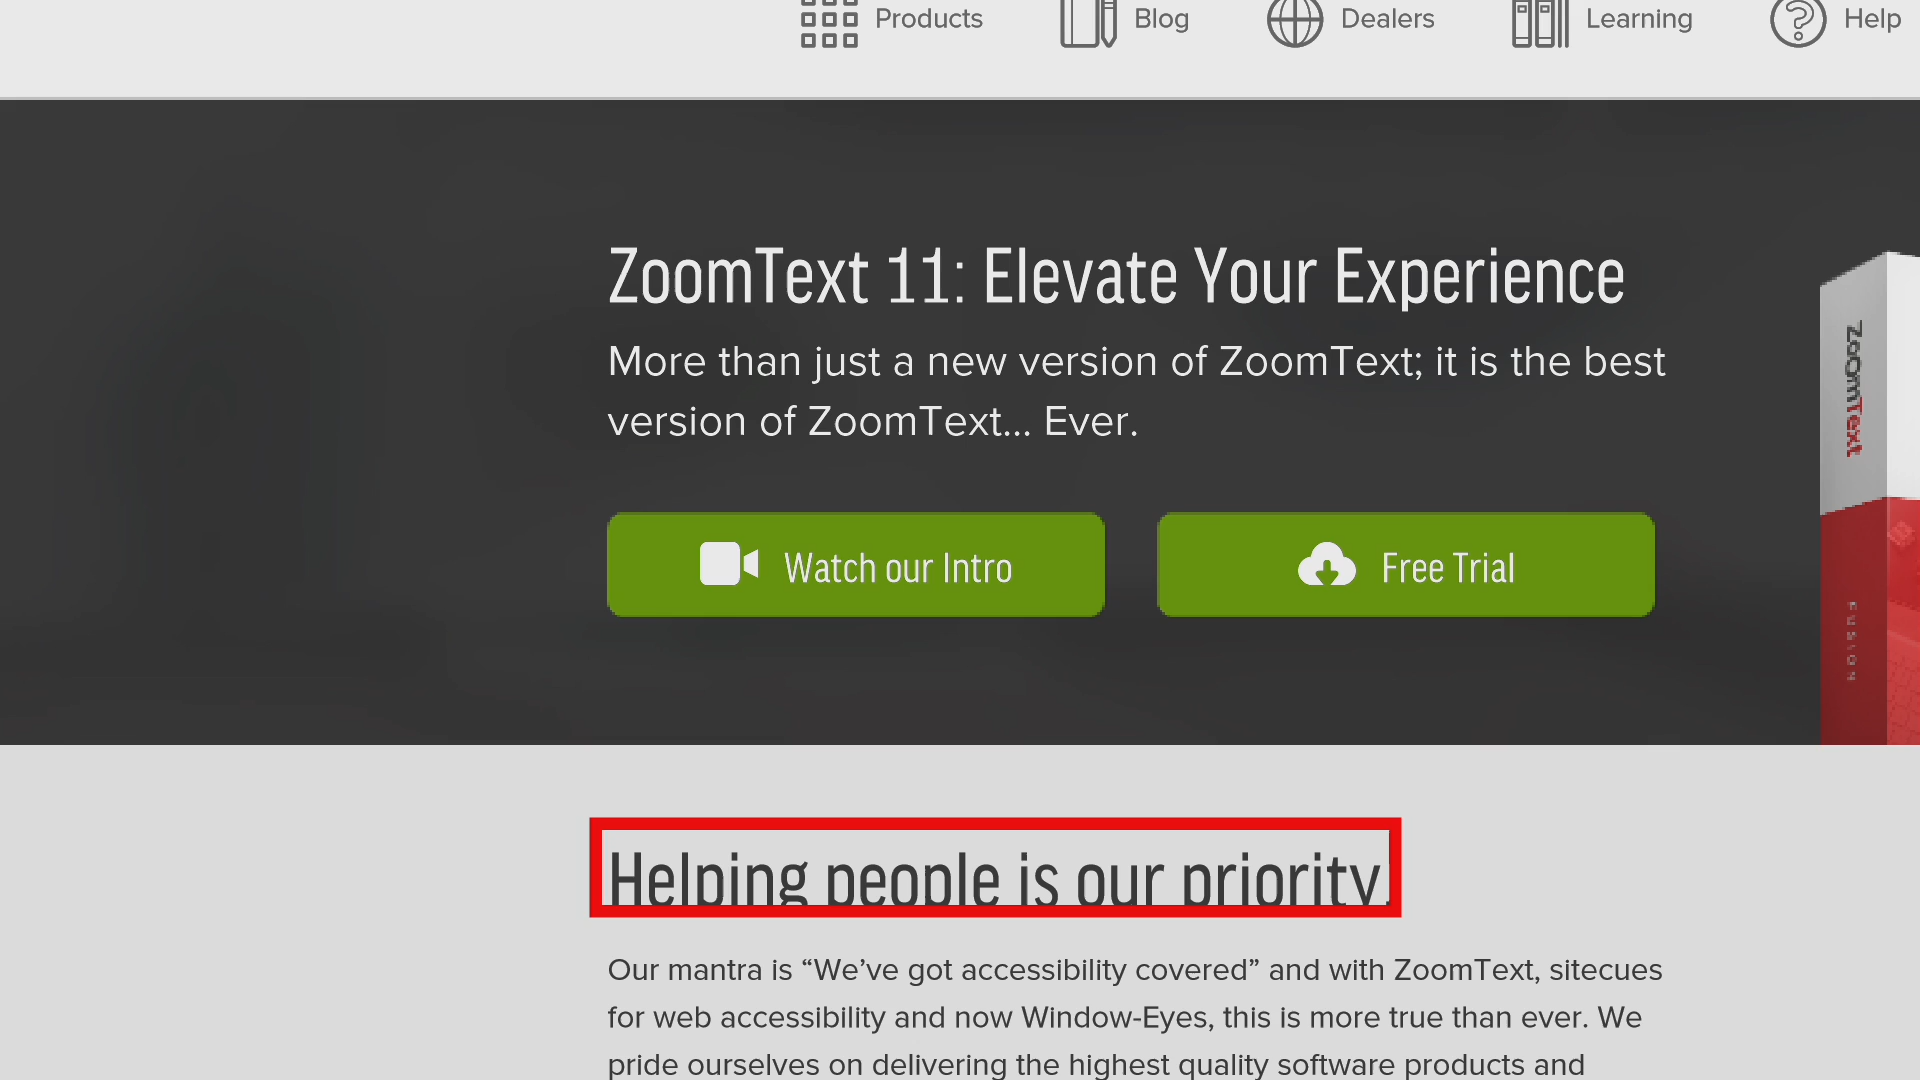 Products
Blog
Dealers
Learning
Help
ZoomText 11: Elevate Your Experience
More than just a new version of ZoomText; it is the best
version of ZoomText... Ever.
ZoomText
FUSION
Watch our Intro
Free Trial
Helping people is our priority.
Our mantra is “We’ve got accessibility covered” and with ZoomText, sitecues
for web accessibility and now Window-Eyes, this is more true than ever. We
pride ourselves on delivering the highest quality software products and